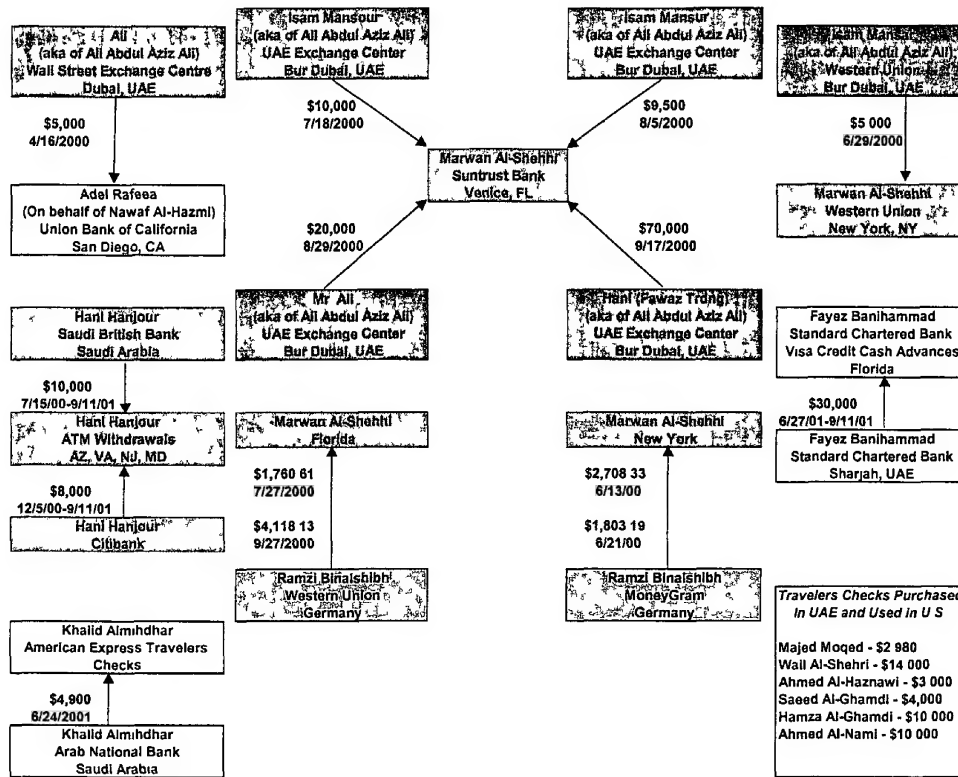 Ali
(aka of Ali Abdul Aziz Ali)
Wall Street Exchange Centre
Dubai, UAE
$5,000
4/16/2000
Adel Rafeea
(On behalf of Nawaf Al-Hazmi)
Union Bank of California
San Diego, CA
Isam Mansour
(aka of Ali Abdul Aziz Ali)
UAE Exchange Center
Bur Dubai, UAE
$10,000
7/18/2000
Isam Mansur
(aka of Ali Abdul Aziz Ali)
UAE Exchange Center
Bur Dubai, UAE
$9,500
8/5/2000
Isam Mansar
(aka of Ali Abdul Aziz Ali)
Western Union
Bur Dubai, UAE
$5 000
6/29/2000
Marwan Al-Shehhi
Western Union
New York, NY
Marwan Al-Shehhi
Suntrust Bank
Venice, FL
$20,000
8/29/2000
$70,000
9/17/2000
Mr Ali
(aka of Ali Abdul Aziz Ali)
UAE Exchange Center
Bur Dubai, UAE
Hani (Fawaz Trdng)
(aka of Ali Abdul Aziz Ali)
UAE Exchange Center
Bur Dubai, UAE
Hani Hanjour
Saudi British Bank
Saudi Arabia
$10,000
7/15/00-9/11/01
Hani Hanjour
ATM Withdrawals
AZ, VA, NJ, MD
$8,000
12/5/00-9/11/01
Hani Hanjour
Citibank
Marwan Al-Shehhi
Florida
$1,760 61
7/27/2000
$4,118 13
9/27/2000
Ramzi Binalshibh
Western Union
Germany
Marwan Al-Shehhi
New York
$2,708 33
6/13/00
$1,803 19
6/21/00
Ramzi Binalshibh
MoneyGram
Germany
Fayez Banihammad
Standard Chartered Bank
Visa Credit Cash Advances
Florida
$30,000
6/27/01-9/11/01
Fayez Banihammad
Standard Chartered Bank
Sharjah, UAE
Khalid Almihdhar
American Express Travelers
Checks
$4,900
6/24/2001
Khalid Almihdhar
Arab National Bank
Saudi Arabia
Travelers Checks Purchased
in UAE and Used in U S
Majed Moqed - $2 980
Wail Al-Shehri - $14 000
Ahmed Al-Haznawi - $3 000
Saeed Al-Ghamdi - $4,000
Hamza Al-Ghamdi - $10 000
Ahmed Al-Nami - $10 000